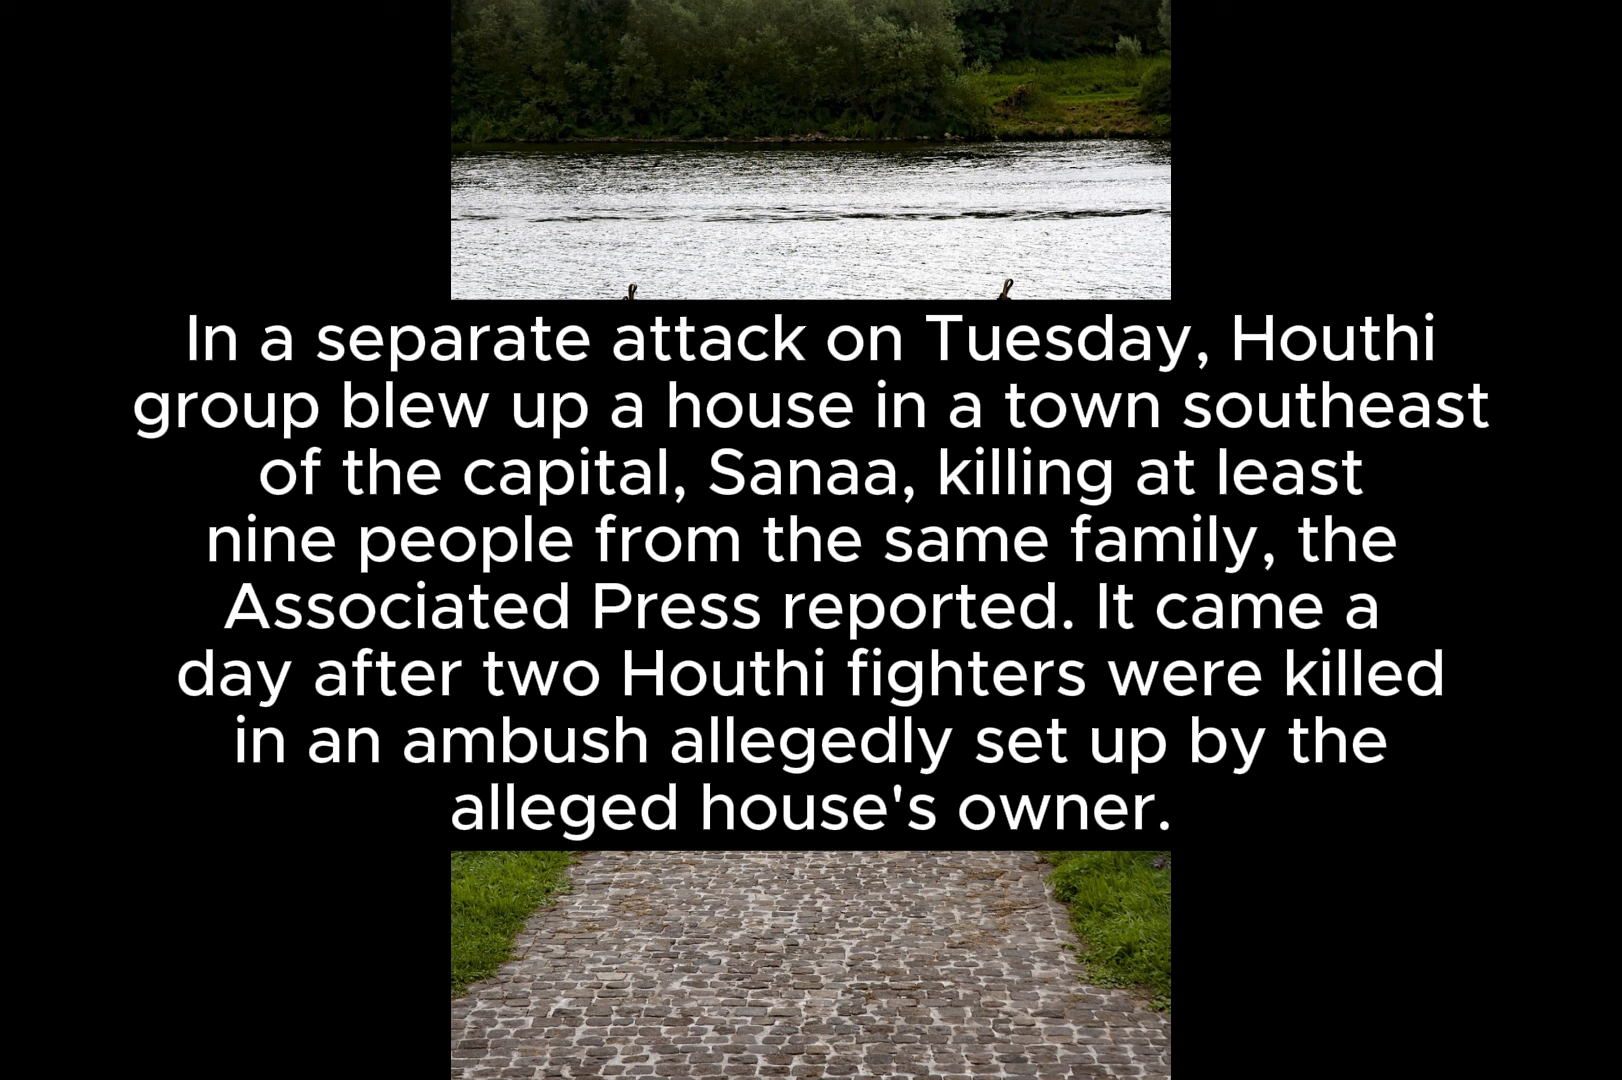 In a separate attack on Tuesday, Houthi
group blew up a house in a town southeast
of the capital, Sanaa, killing at least
nine people from the same family, the
Associated Press reported. It came a
day after two Houthi fighters were killed
in an ambush allegedly set up by the
alleged house's owner.